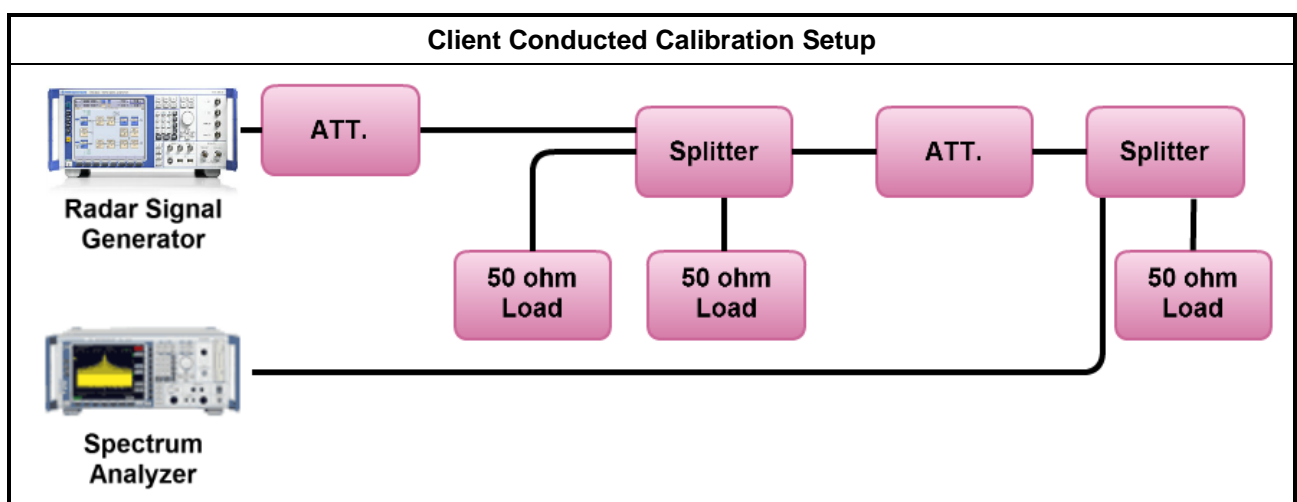 Client Conducted Calibration Setup
ATT.
Splitter
ATT.
Splitter
Radar Signal
Generator
50 ohm
Load
50 ohm
Load
50 ohm
Load
Spectrum
Analyzer